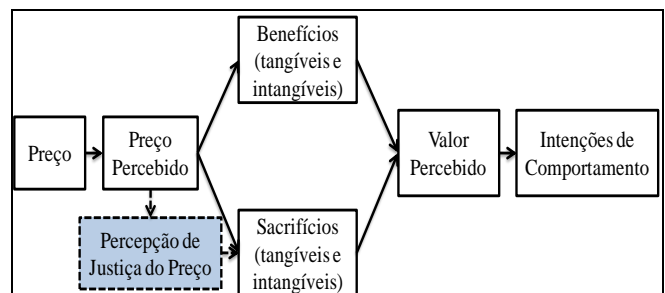 Preço
Preço
Percebido
Percepção de
Justiça do Preço
Benefícios
(tangíveis e
intangíveis)
Sacrifícios
(tangíveis e
intangíveis)
Valor
Percebido
Intenções de
Comportamento